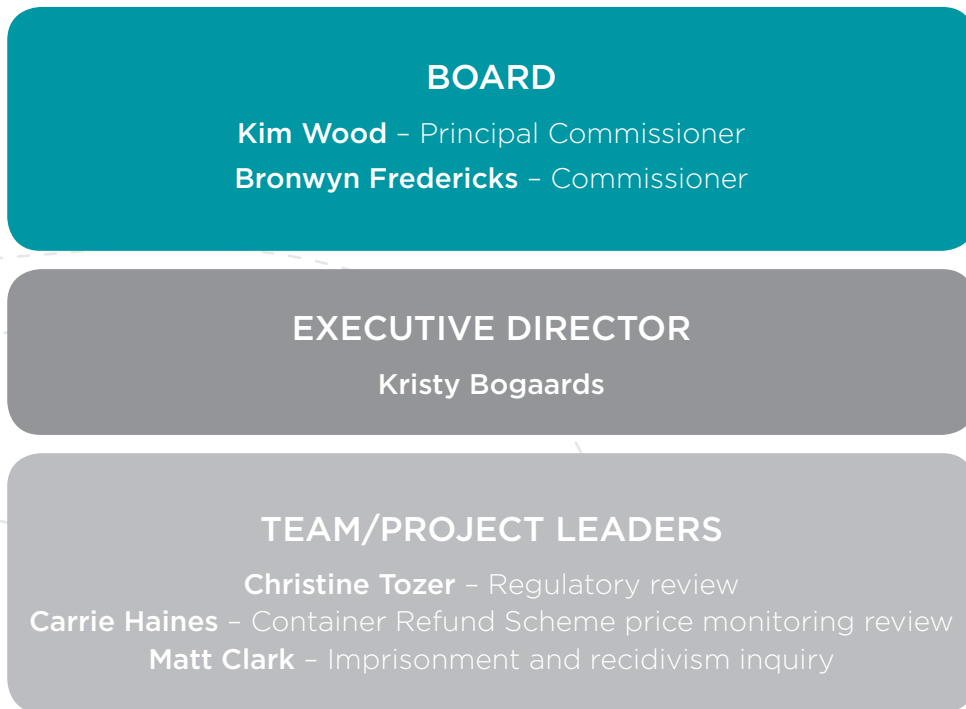 BOARD
Kim Wood – Principal Commissioner
Bronwyn Fredericks – Commissioner
EXECUTIVE DIRECTOR
Kristy Bogaards
TEAM/PROJECT LEADERS
Christine Tozer – Regulatory review
Carrie Haines – Container Refund Scheme price monitoring review
Matt Clark – Imprisonment and recidivism inquiry